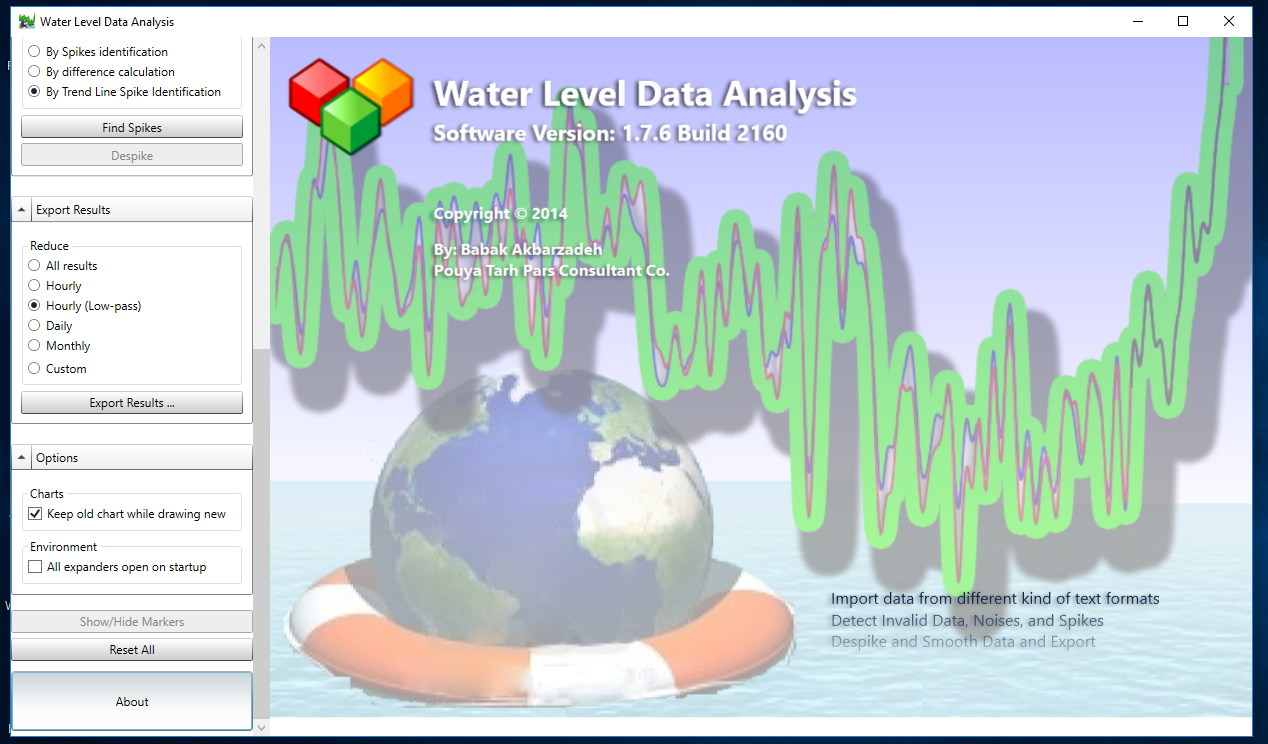 Water Level Data Analysis
By Spikes identification
By difference calculation
By Trend Line Spike Identification
Find Spikes
Despike
Export Results
Reduce
All results
Hourly
Hourly (Low-pass)
Daily
Monthly
Custom
Export Results ...
Options
Charts
Keep old chart while drawing new
Environment
All expanders open on startup
Show/Hide Markers
Reset All
About
Water Level Data Analysis
Software Version: 1.7.6 Build 2160
Copyright © 2014
By: Babak Akbarzadeh
Pouya Tarh Pars Consultant Co.
Import data from different kind of text formats
Detect Invalid Data, Noises, and Spikes
Despike and Smooth Data and Export